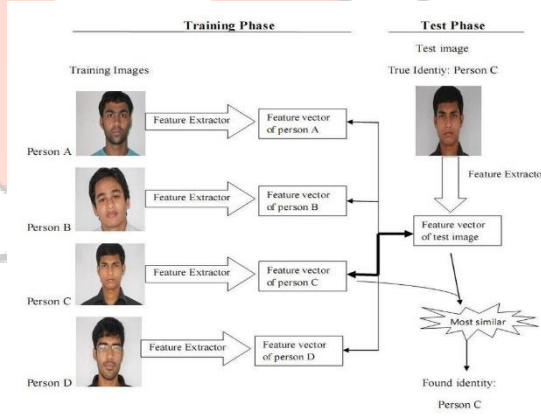 Training Phase
Test Phase
Test image
True Identiy: Person C
Training Images
Person A
Feature Extractor
Feature vector
of person A
Person B
Feature Extractor
Feature vector
of person B
Person C
Feature Extractor
Feature vector
of person C
Person D
Feature Extractor
Feature vector
of person D
Feature Extractor
Feature vector
of test image
Most similar
Found identity:
Person C